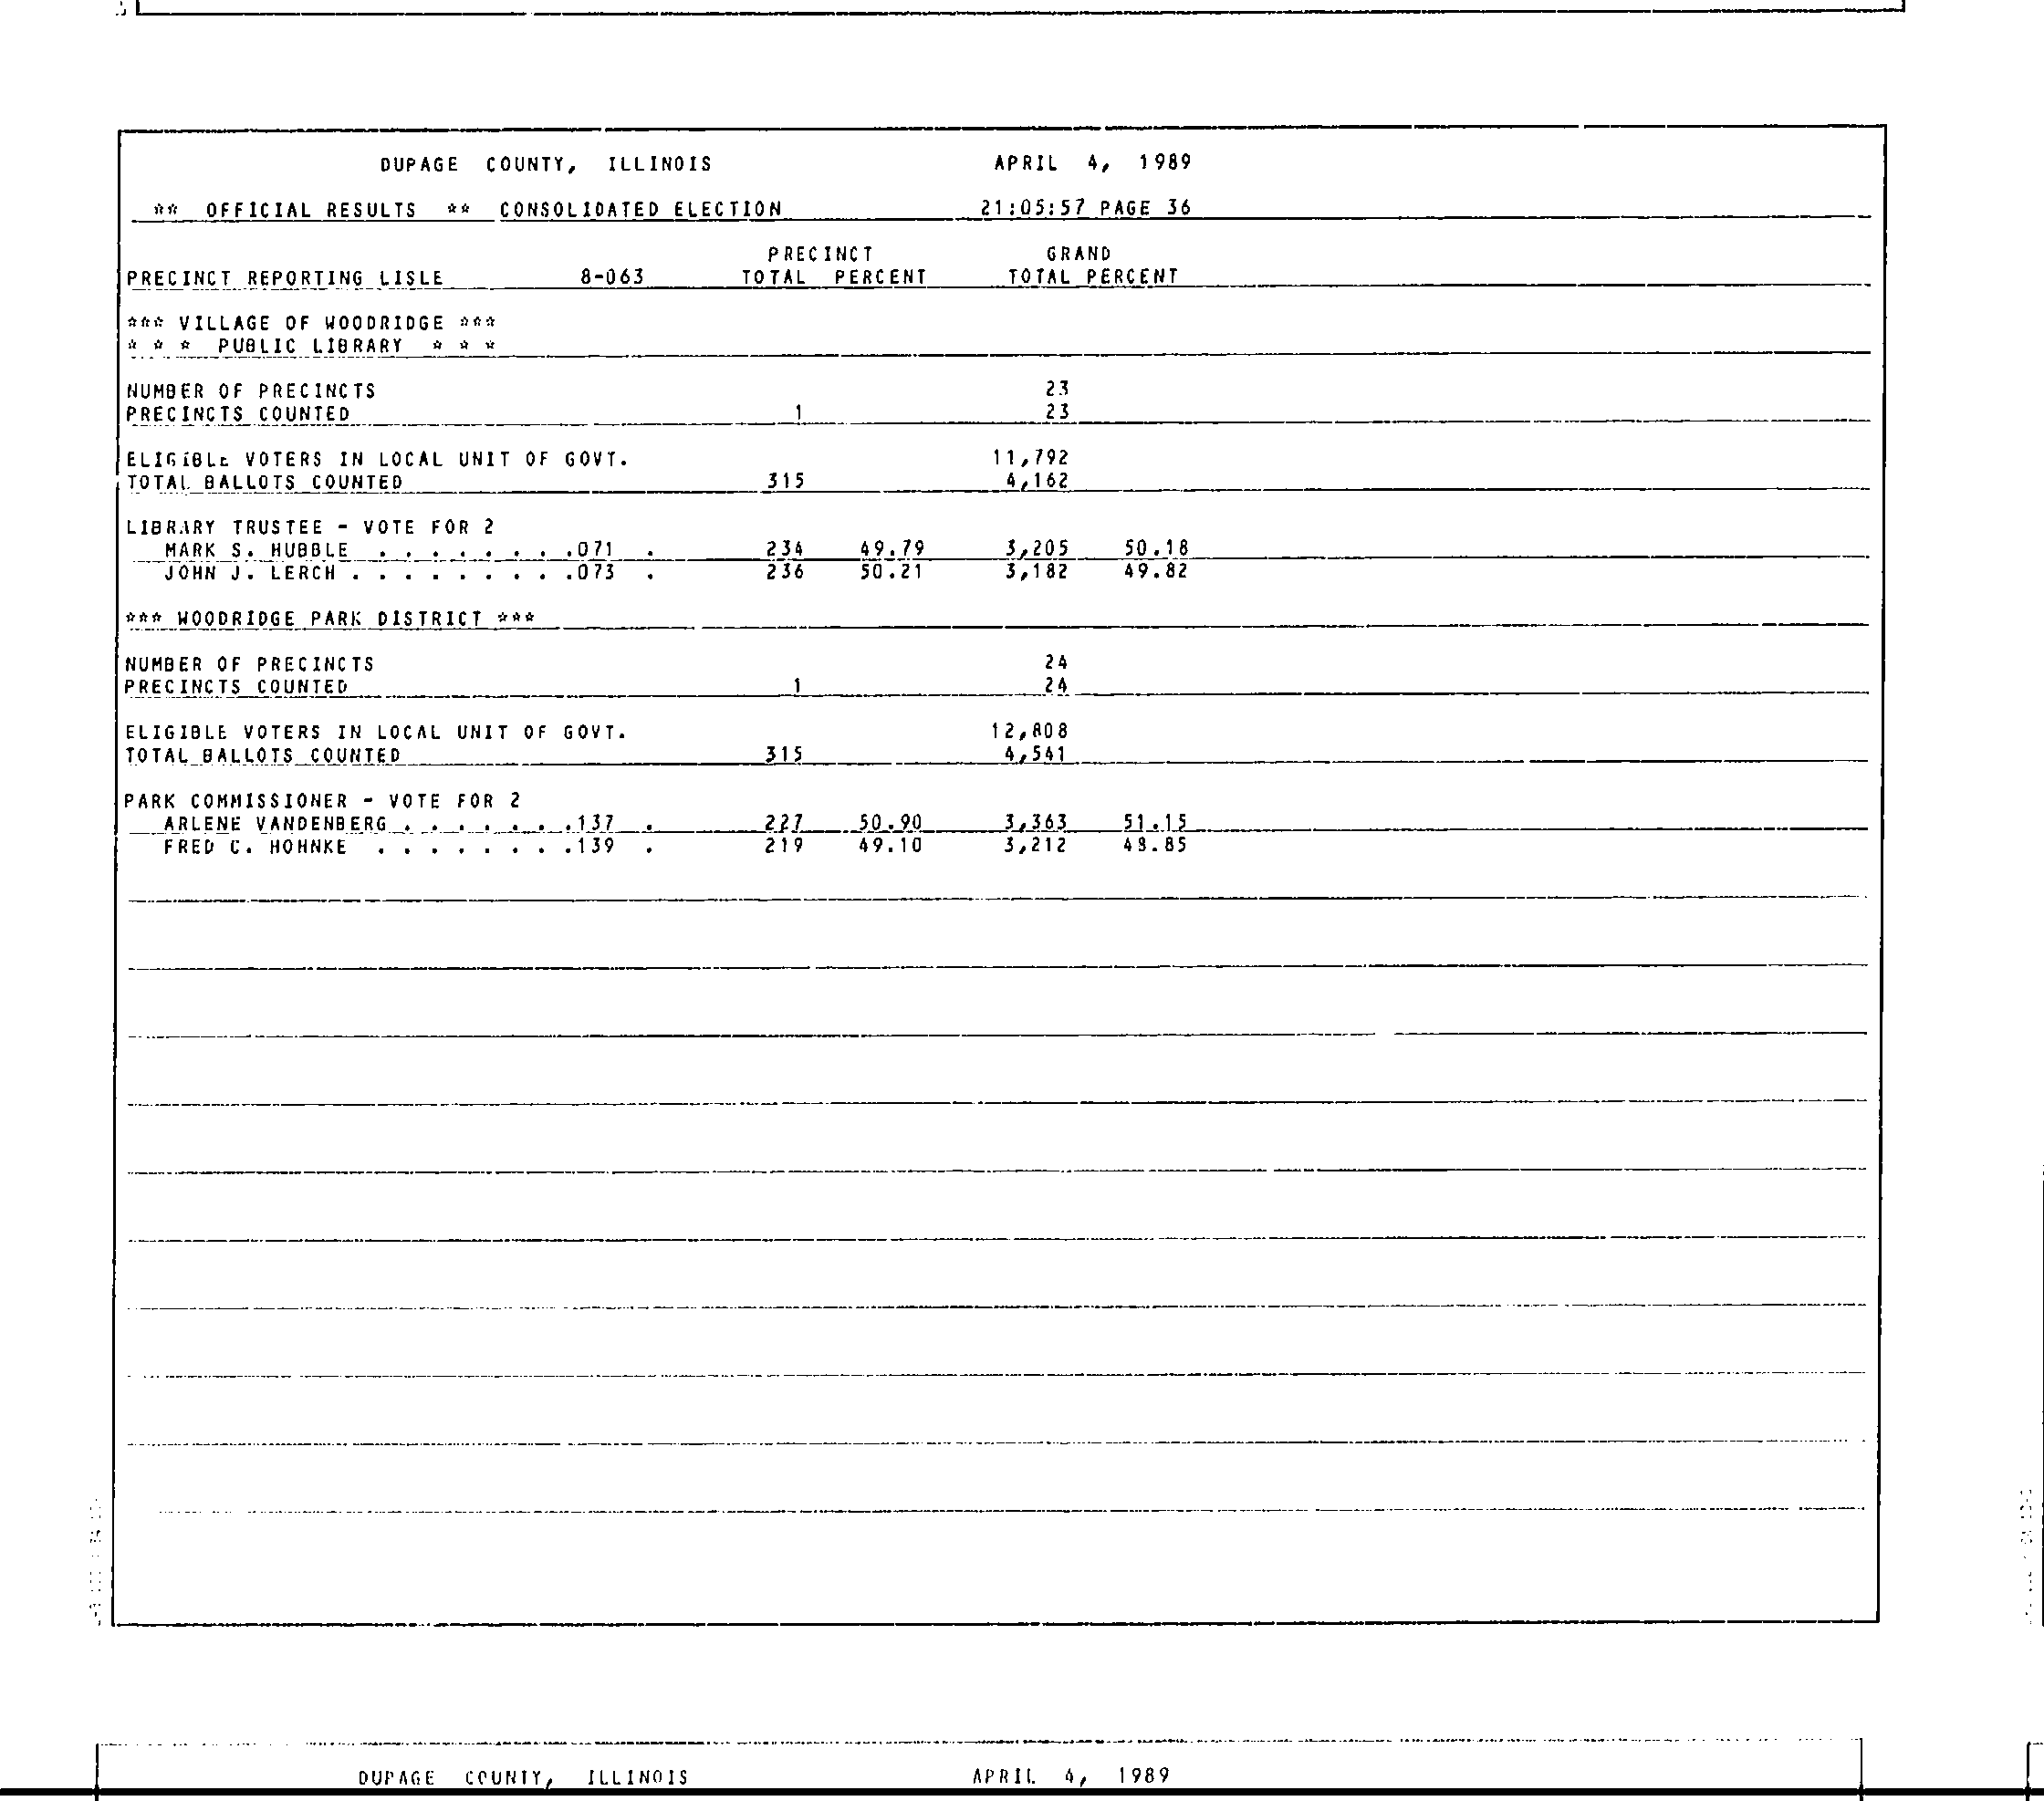 DUPAGE COUNTY, ILLINOIS APRIL 4, 1989
** OFFICIAL RESULTS ** CONSOLIDATED ELECTION 21:05:57 PAGE 36
PRECINCT GRAND
PRECINCT REPORTING LISLE 8-063 TOTAL PERCENT TOTAL PERCENT
*** VILLAGE OF WOODRIDGE ***
* * * PUBLIC LIBRARY * * *
NUMBER OF PRECINCTS 23
PRECINCTS COUNTED 1 23
ELIGIBLE VOTERS IN LOCAL UNIT OF GOVT. 11,792
TOTAL BALLOTS COUNTED 315 4,162
LIBRARY TRUSTEE - VOTE FOR 2
MARK S. HUBBLE . . . . . . . .071 . 234 49.79 3,205 50.18
JOHN J. LERCH . . . . . . . . .073 . 236 50.21 3,182 49.82
*** WOODRIDGE PARK DISTRICT ***
NUMBER OF PRECINCTS 24
PRECINCTS COUNTED 1 24
ELIGIBLE VOTERS IN LOCAL UNIT OF GOVT. 12,808
TOTAL BALLOTS COUNTED 315 4,541
PARK COMMISSIONER - VOTE FOR 2
ARLENE VANDENBERG . . . . . . .137 . 227 50.90 3,363 51.15
FRED C. HOHNKE . . . . . . . .139 . 219 49.10 3,212 48.85
DUPAGE COUNTY, ILLINOIS APRIL 4, 1989